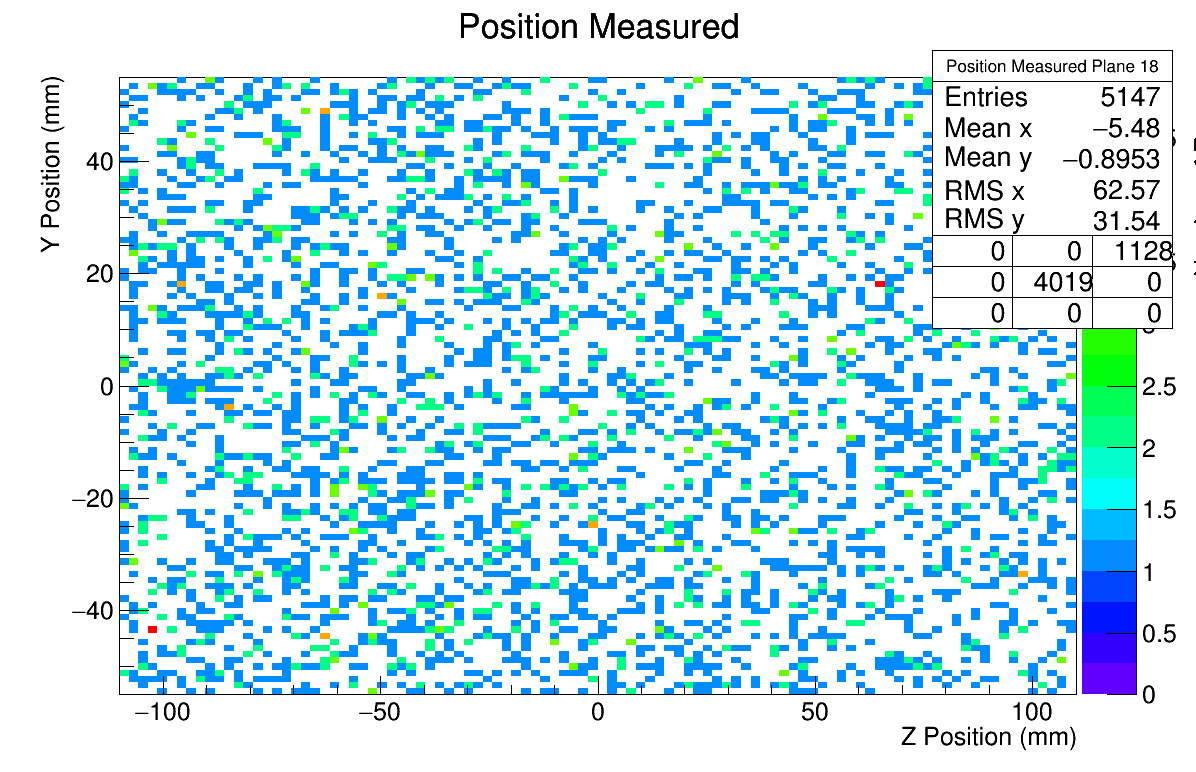 Position Measured
Position Measured Plane 18
Entries 5147
Mean x −5.48
Mean y −0.8953
RMS x 62.57
RMS y 31.54
0 0 1128
0 4019 0
0 0 0
Y Position (mm)
40
20
0
−20
−40
−100 −50 0 50 100
Z Position (mm)
2.5
2
1.5
1
0.5
0